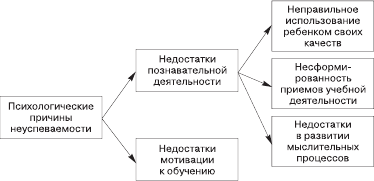 Психологические
причины
неуспеваемости
Недостатки
познавательной
деятельности
Недостатки
мотивации
к обучению
Неправильное
использование
ребенком своих
качеств
Несформи-
рованность
приемов учебной
деятельности
Недостатки
в развитии
мыслительных
процессов